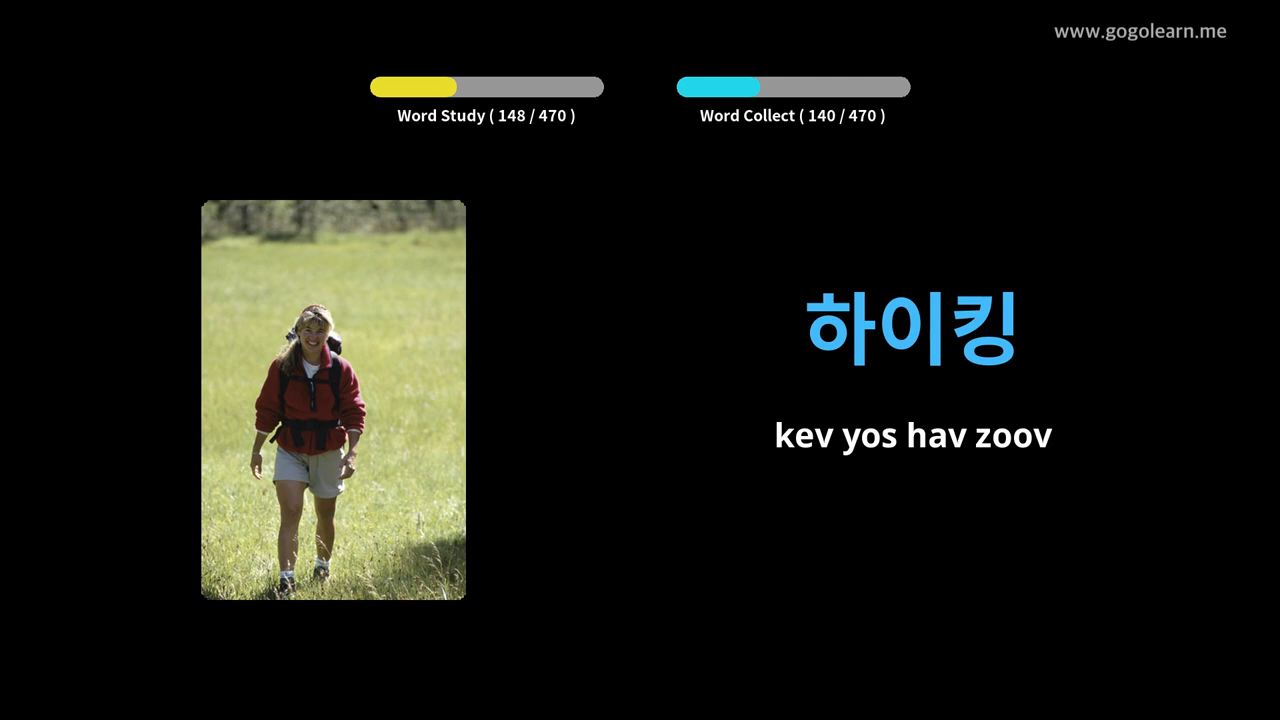 www.gogolearn.me
Word Study ( 148 / 470 )
Word Collect ( 140 / 470 )
하이킹
kev yos hav zoov